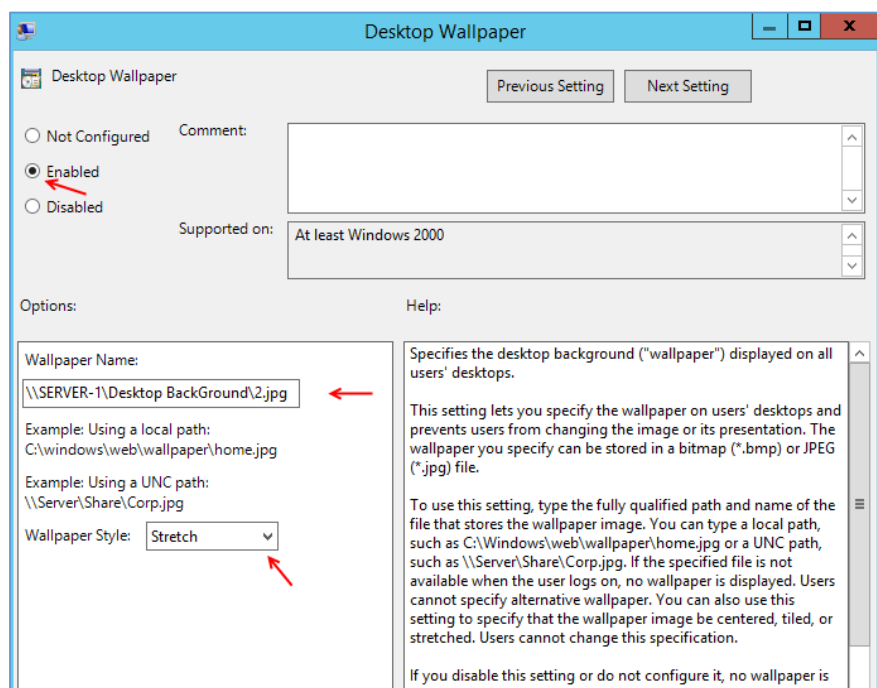 Desktop Wallpaper
Desktop Wallpaper
Previous Setting
Next Setting
Not Configured
Comment:
Enabled
Disabled
Supported on:
At least Windows 2000
Options:
Help:
Wallpaper Name:
\\SERVER-1\Desktop BackGround\2.jpg
Example: Using a local path:
C:\windows\web\wallpaper\home.jpg
Example: Using a UNC path:
\\Server\Share\Corp.jpg
Wallpaper Style:
Stretch
Specifies the desktop background ("wallpaper") displayed on all
users' desktops.
This setting lets you specify the wallpaper on users' desktops and
prevents users from changing the image or its presentation. The
wallpaper you specify can be stored in a bitmap (*.bmp) or JPEG
(*.jpg) file.
To use this setting, type the fully qualified path and name of the
file that stores the wallpaper image. You can type a local path,
such as C:\Windows\web\wallpaper\home.jpg or a UNC path,
such as \\Server\Share\Corp.jpg. If the specified file is not
available when the user logs on, no wallpaper is displayed. Users
cannot specify alternative wallpaper. You can also use this
setting to specify that the wallpaper image be centered, tiled, or
stretched. Users cannot change this specification.
If you disable this setting or do not configure it, no wallpaper is